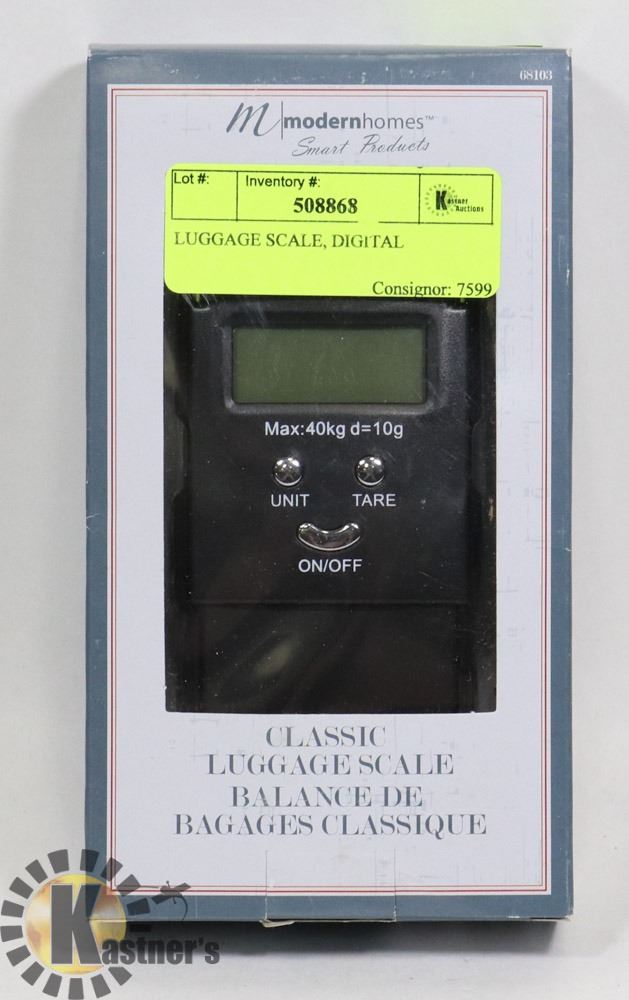 68103
M modernhomes™
Smart Products
Lot #:
Inventory #:
508868
Kastner
Auctions
LUGGAGE SCALE, DIGITAL
Consignor: 7599
Max:40kg d=10g
UNIT TARE
ON/OFF
CLASSIC
LUGGAGE SCALE
BALANCE DE
BAGAGES CLASSIQUE
Kastner's